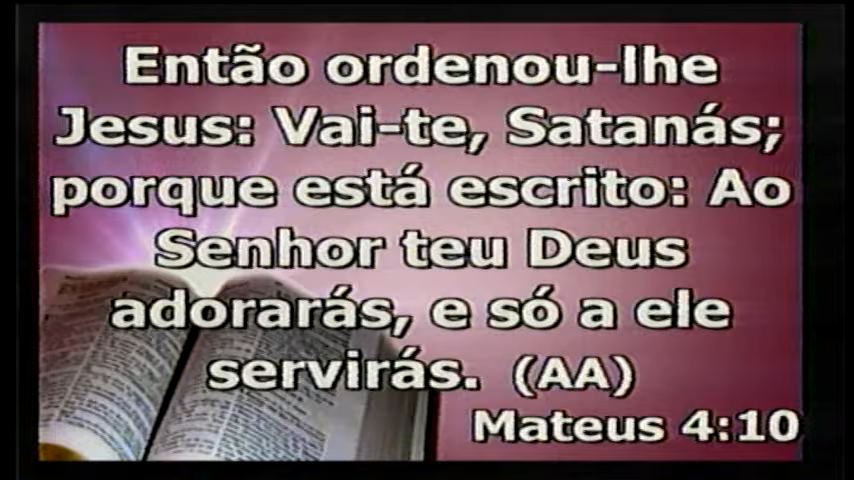 Então ordenou-lhe
Jesus: Vai-te, Satanás;
porque está escrito: Ao
Senhor teu Deus
adorarás, e só a ele
servirás. (AA)
Mateus 4:10